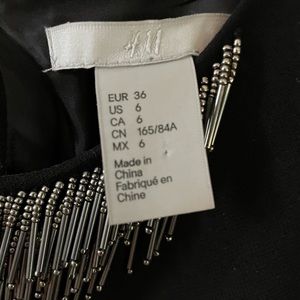 H&M
EUR 36
US 6
CA 6
CN 165/84A
MX 6
Made in
China
Fabriqué en
Chine